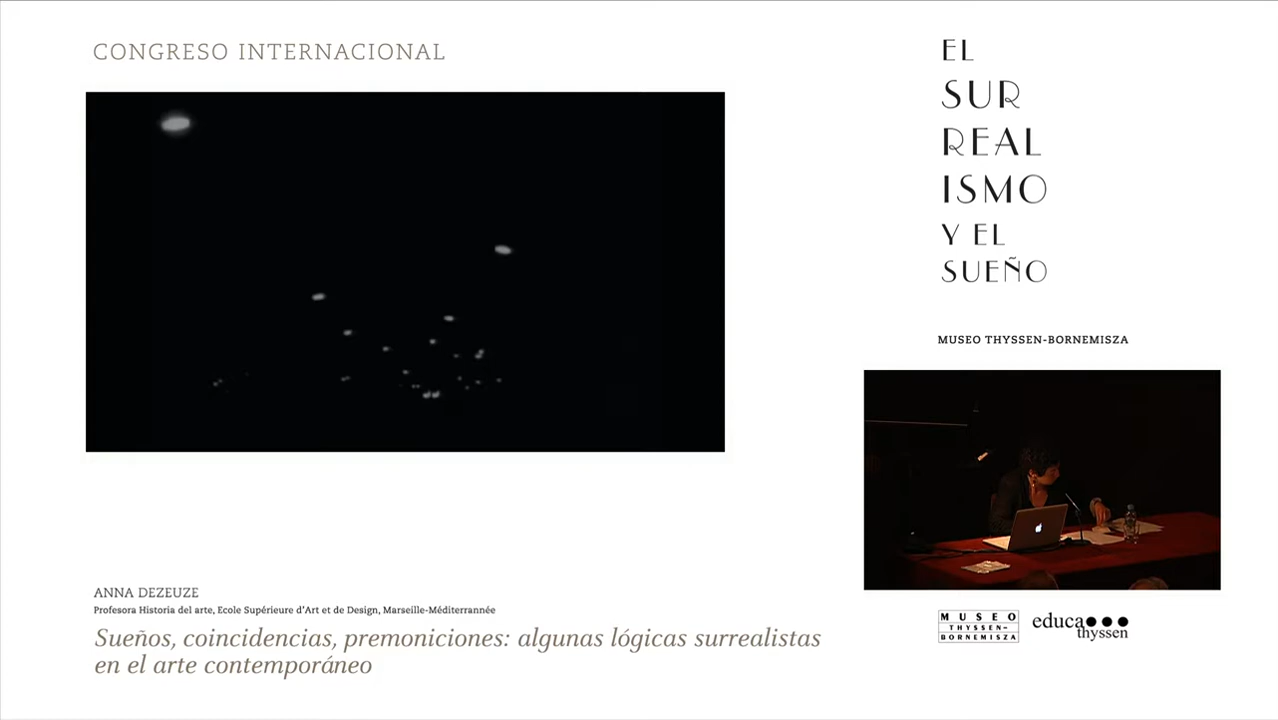 CONGRESO INTERNACIONAL
EL
SUR
REAL
ISMO
Y EL
SUEÑO
MUSEO THYSSEN-BORNEMISZA
ANNA DEZEUZE
Profesora Historia del arte, Ecole Supérieure d'Art et de Design, Marseille-Méditerrannée
Sueños, coincidencias, premoniciones: algunas lógicas surrealistas
en el arte contemporáneo
MUSEO
THYSSEN-
BORNEMISZA
educa
thyssen